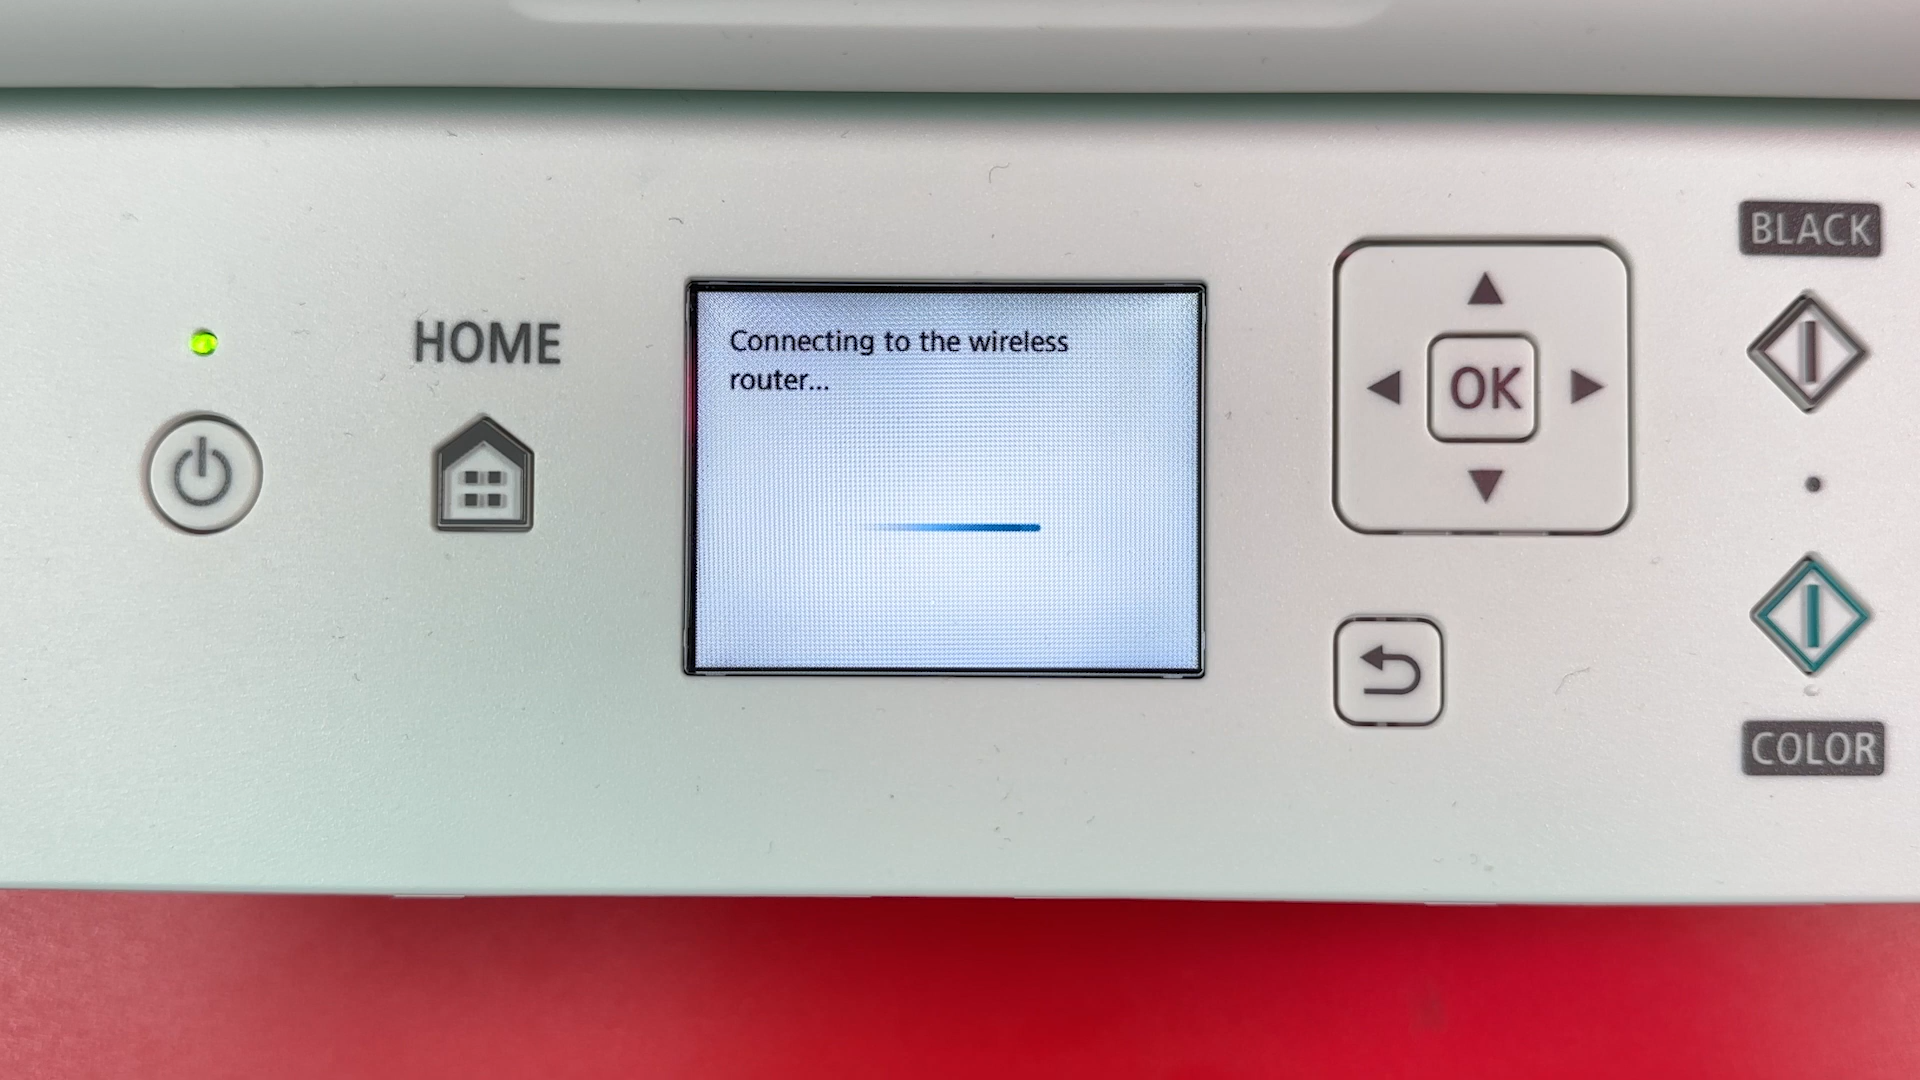 HOME
Connecting to the wireless
router...
OK
BLACK
COLOR